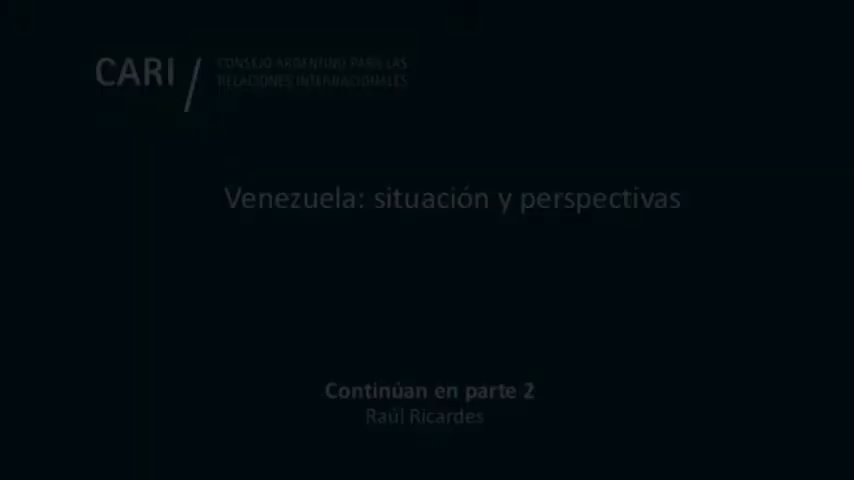 CARI
CONSEJO ARGENTINO PARA LAS
RELACIONES INTERNACIONALES
Venezuela: situación y perspectivas
Continúan en parte 2
Raúl Ricardes